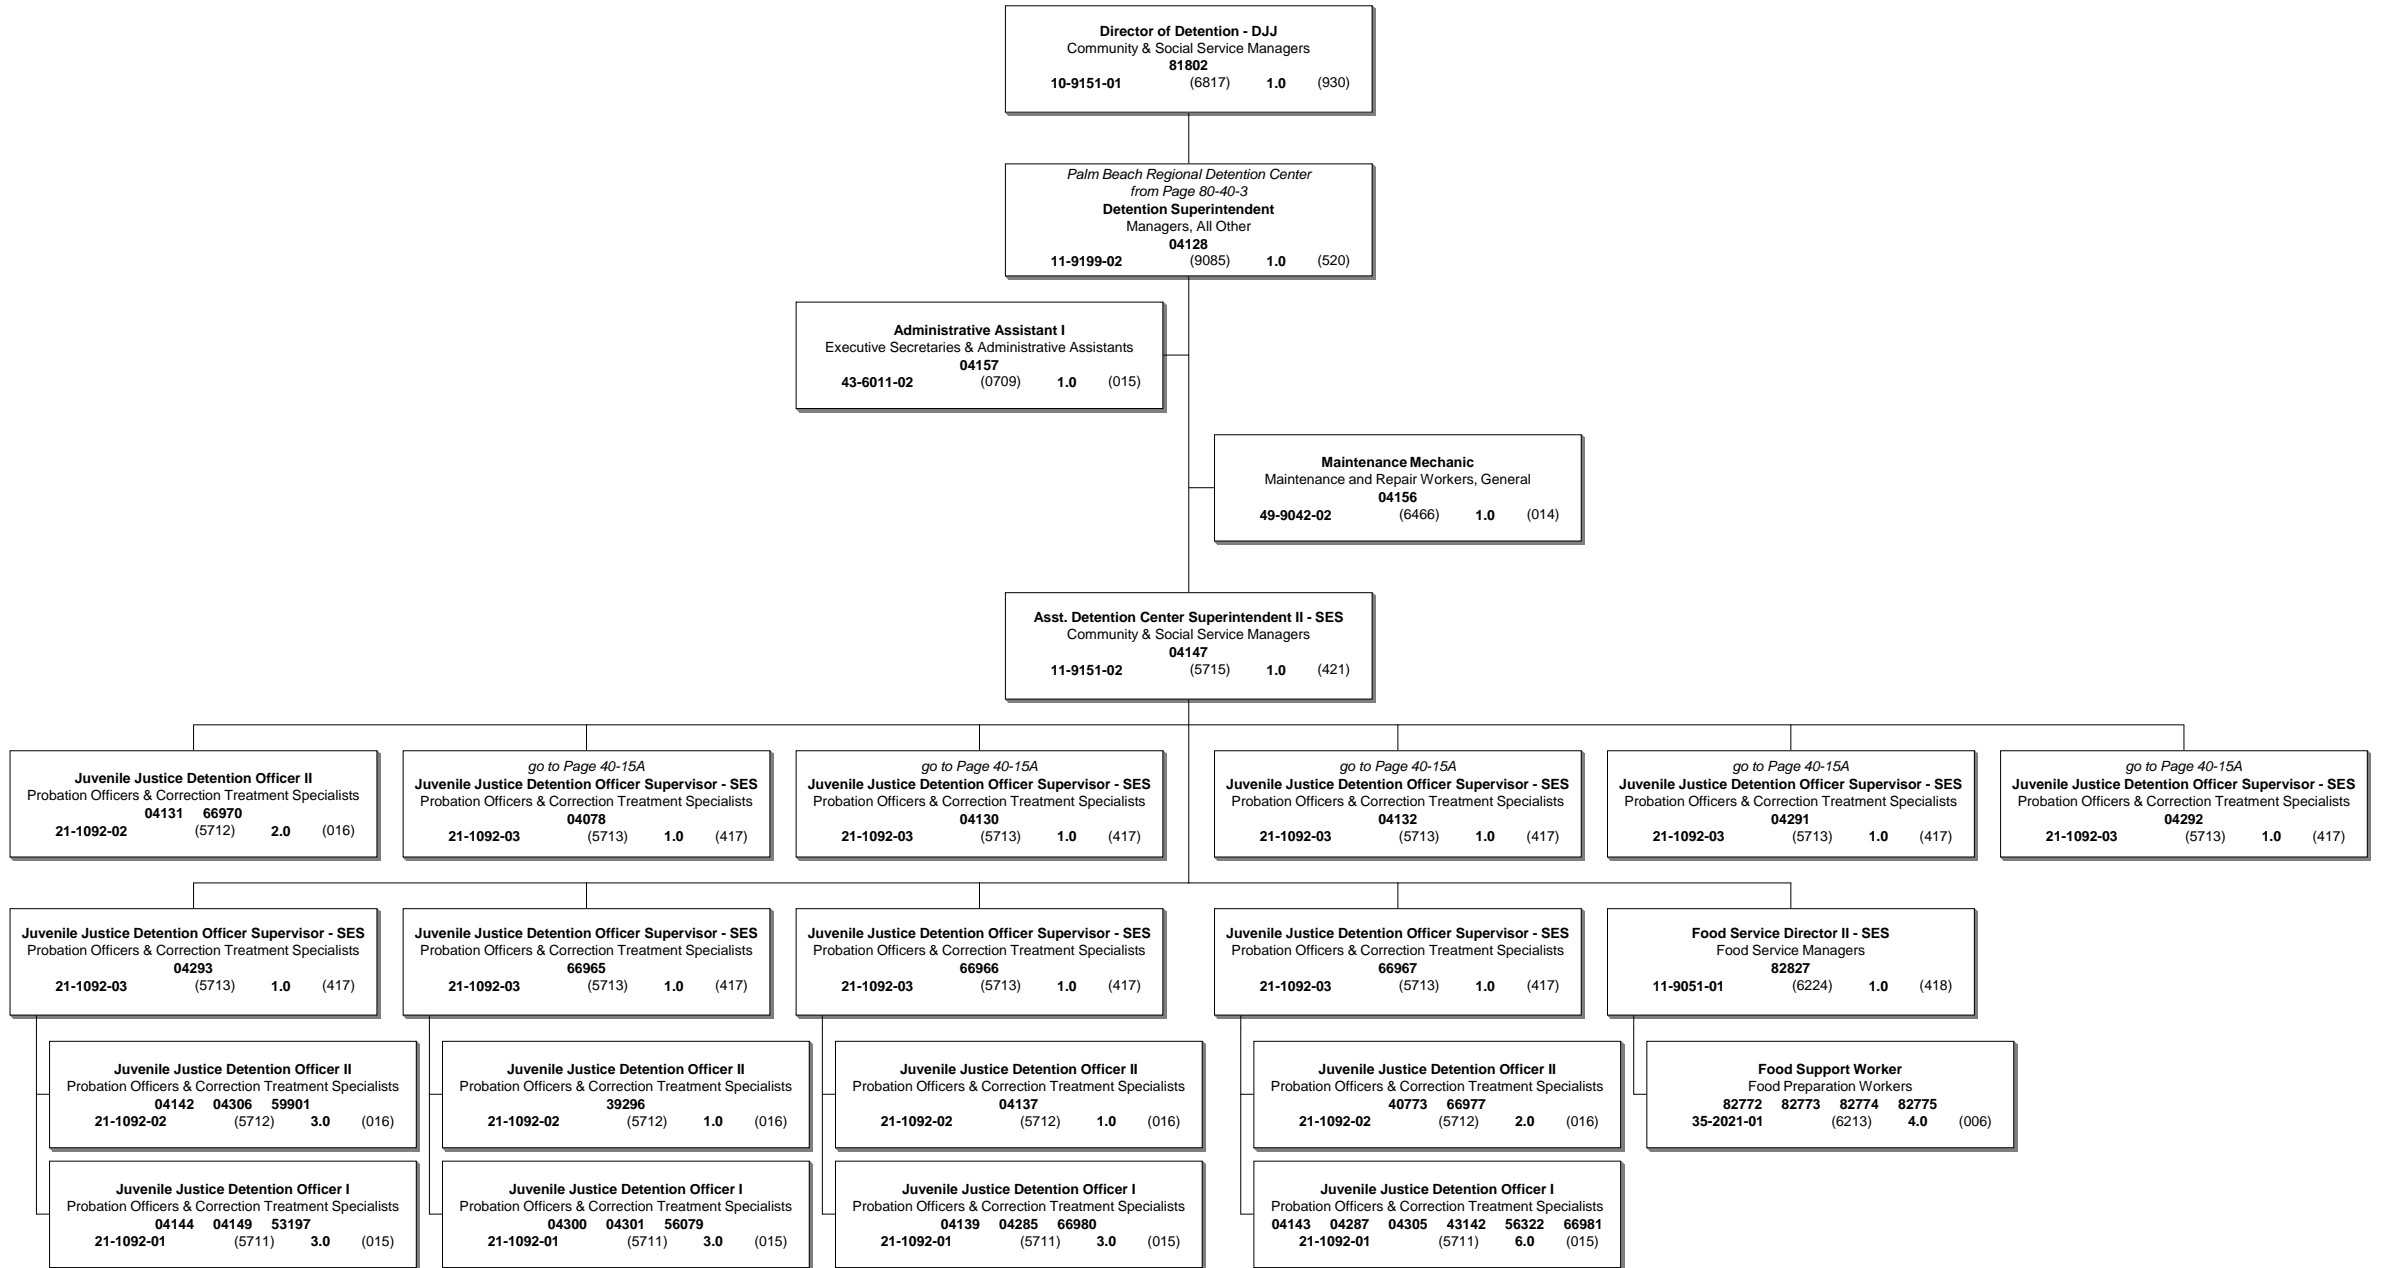 Director of Detention - DJJ
Community & Social Service Managers
81802
10-9151-01 (6817) 1.0 (930)
Palm Beach Regional Detention Center
from Page 80-40-3
Detention Superintendent
Managers, All Other
04128
11-9199-02 (9085) 1.0 (520)
Administrative Assistant I
Executive Secretaries & Administrative Assistants
04157
43-6011-02 (0709) 1.0 (015)
Maintenance Mechanic
Maintenance and Repair Workers, General
04156
49-9042-02 (6466) 1.0 (014)
Asst. Detention Center Superintendent II - SES
Community & Social Service Managers
04147
11-9151-02 (5715) 1.0 (421)
Juvenile Justice Detention Officer II
Probation Officers & Correction Treatment Specialists
04131 66970
21-1092-02 (5712) 2.0 (016)
go to Page 40-15A
Juvenile Justice Detention Officer Supervisor - SES
Probation Officers & Correction Treatment Specialists
04078
21-1092-03 (5713) 1.0 (417)
go to Page 40-15A
Juvenile Justice Detention Officer Supervisor - SES
Probation Officers & Correction Treatment Specialists
04130
21-1092-03 (5713) 1.0 (417)
go to Page 40-15A
Juvenile Justice Detention Officer Supervisor - SES
Probation Officers & Correction Treatment Specialists
04132
21-1092-03 (5713) 1.0 (417)
go to Page 40-15A
Juvenile Justice Detention Officer Supervisor - SES
Probation Officers & Correction Treatment Specialists
04291
21-1092-03 (5713) 1.0 (417)
go to Page 40-15A
Juvenile Justice Detention Officer Supervisor - SES
Probation Officers & Correction Treatment Specialists
04292
21-1092-03 (5713) 1.0 (417)
Juvenile Justice Detention Officer Supervisor - SES
Probation Officers & Correction Treatment Specialists
04293
21-1092-03 (5713) 1.0 (417)
Juvenile Justice Detention Officer Supervisor - SES
Probation Officers & Correction Treatment Specialists
66965
21-1092-03 (5713) 1.0 (417)
Juvenile Justice Detention Officer Supervisor - SES
Probation Officers & Correction Treatment Specialists
66966
21-1092-03 (5713) 1.0 (417)
Juvenile Justice Detention Officer Supervisor - SES
Probation Officers & Correction Treatment Specialists
66967
21-1092-03 (5713) 1.0 (417)
Food Service Director II - SES
Food Service Managers
82827
11-9051-01 (6224) 1.0 (418)
Juvenile Justice Detention Officer II
Probation Officers & Correction Treatment Specialists
04142 04306 59901
21-1092-02 (5712) 3.0 (016)
Juvenile Justice Detention Officer II
Probation Officers & Correction Treatment Specialists
39296
21-1092-02 (5712) 1.0 (016)
Juvenile Justice Detention Officer II
Probation Officers & Correction Treatment Specialists
04137
21-1092-02 (5712) 1.0 (016)
Juvenile Justice Detention Officer II
Probation Officers & Correction Treatment Specialists
40773 66977
21-1092-02 (5712) 2.0 (016)
Food Support Worker
Food Preparation Workers
82772 82773 82774 82775
35-2021-01 (6213) 4.0 (006)
Juvenile Justice Detention Officer I
Probation Officers & Correction Treatment Specialists
04144 04149 53197
21-1092-01 (5711) 3.0 (015)
Juvenile Justice Detention Officer I
Probation Officers & Correction Treatment Specialists
04300 04301 56079
21-1092-01 (5711) 3.0 (015)
Juvenile Justice Detention Officer I
Probation Officers & Correction Treatment Specialists
04139 04285 66980
21-1092-01 (5711) 3.0 (015)
Juvenile Justice Detention Officer I
Probation Officers & Correction Treatment Specialists
04143 04287 04305 43142 56322 66981
21-1092-01 (5711) 6.0 (015)